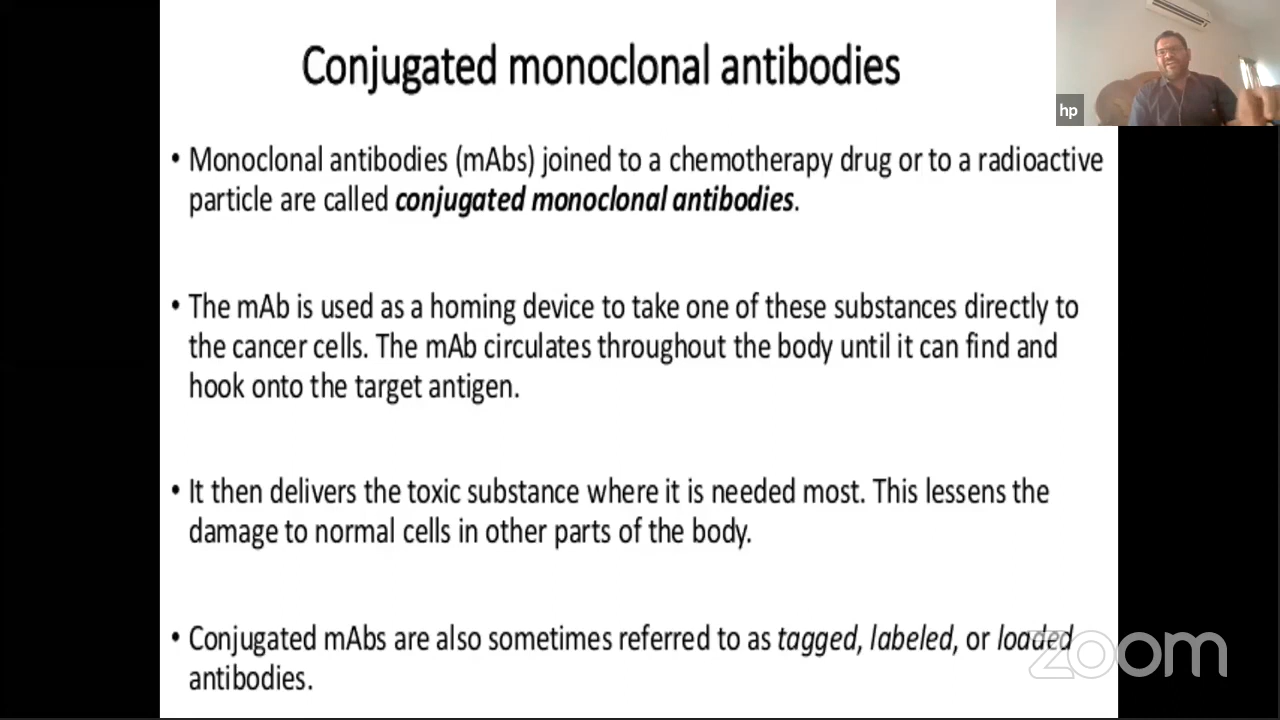 Conjugated monoclonal antibodies
hp
• Monoclonal antibodies (mAbs) joined to a chemotherapy drug or to a radioactive
particle are called conjugated monoclonal antibodies.
• The mAb is used as a homing device to take one of these substances directly to
the cancer cells. The mAb circulates throughout the body until it can find and
hook onto the target antigen.
• It then delivers the toxic substance where it is needed most. This lessens the
damage to normal cells in other parts of the body.
• Conjugated mAbs are also sometimes referred to as tagged, labeled, or loaded
antibodies.
zoom